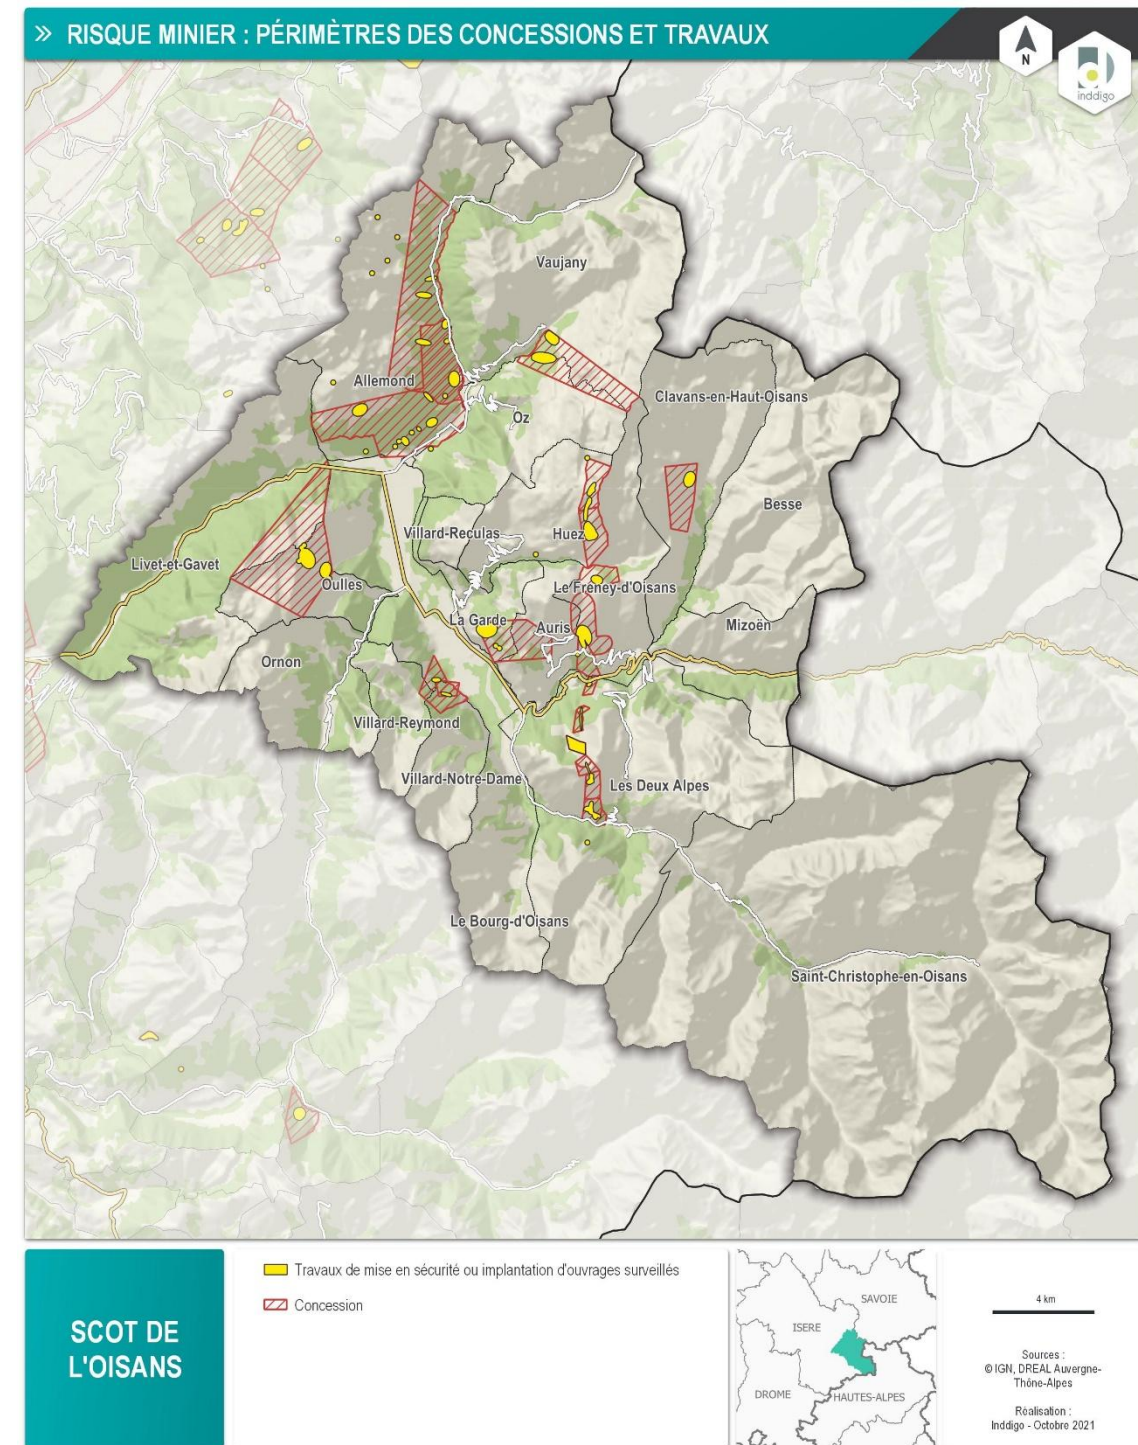 » RISQUE MINIER : PÉRIMÈTRES DES CONCESSIONS ET TRAVAUX
N
inddigo
Vaujany
Allemond
Clavans-en-Haut-Oisans
Oz
Besse
Villard-Reculas
Huez
Livet-et-Gavet
Oulles
Le Freney-d'Oisans
La Garde
Auris
Mizoën
Ornon
Villard-Reymond
Villard-Notre-Dame
Les Deux Alpes
Le Bourg-d'Oisans
Saint-Christophe-en-Oisans
SCOT DE
L'OISANS
Travaux de mise en sécurité ou implantation d'ouvrages surveillés
Concession
SAVOIE
ISERE
DROME
HAUTES-ALPES
4 km
Sources :
© IGN, DREAL Auvergne-
Thône-Alpes
Réalisation :
Inddigo - Octobre 2021